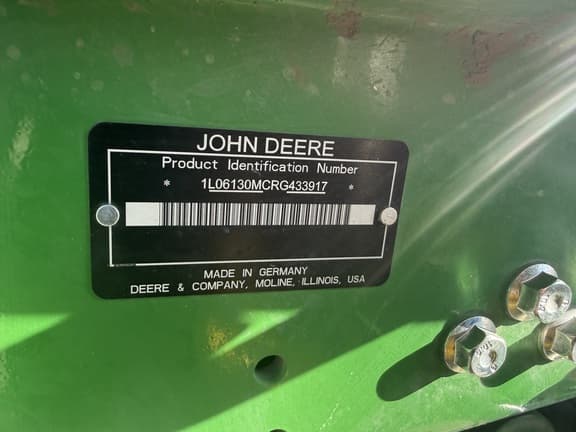 JOHN DEERE
Product Identification Number
* 1L06130MCRG433917 *
MADE IN GERMANY
DEERE & COMPANY, MOLINE, ILLINOIS, USA